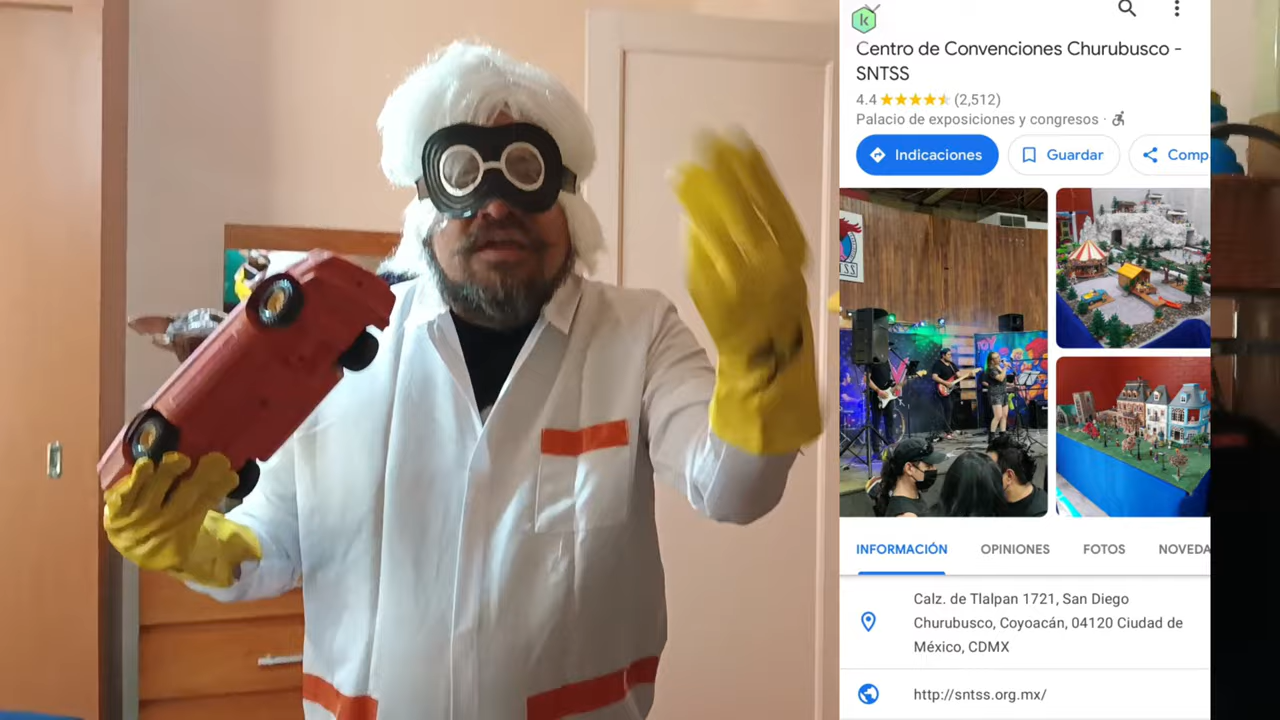 k
Centro de Convenciones Churubusco -
SNTSS
4.4 (2,512)
Palacio de exposiciones y congresos ·
Indicaciones
Guardar
Comp
INFORMACIÓN
OPINIONES
FOTOS
NOVEDA
Calz. de Tlalpan 1721, San Diego
Churubusco, Coyoacán, 04120 Ciudad de
México, CDMX
http://sntss.org.mx/